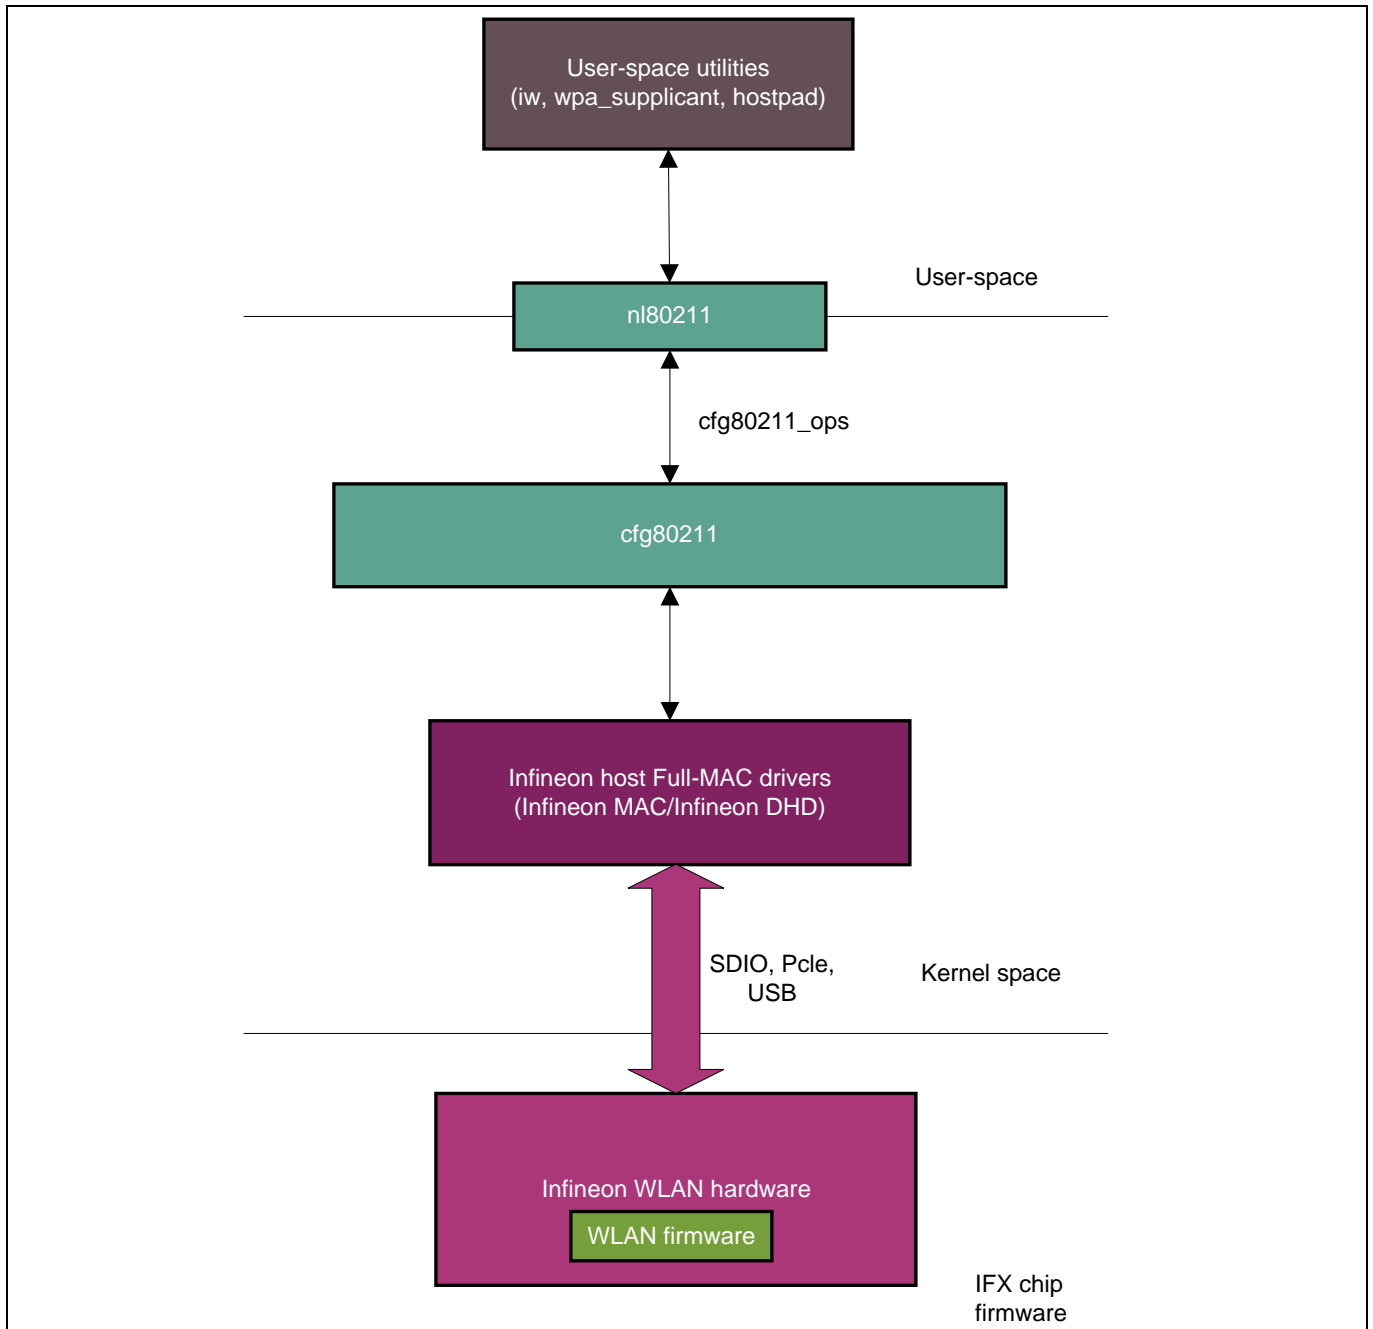 User-space utilities
(iw, wpa_supplicant, hostpad)
User-space
nl80211
cfg80211_ops
cfg80211
Infineon host Full-MAC drivers
(Infineon MAC/Infineon DHD)
SDIO, Pcle,
USB
Kernel space
Infineon WLAN hardware
WLAN firmware
IFX chip
firmware